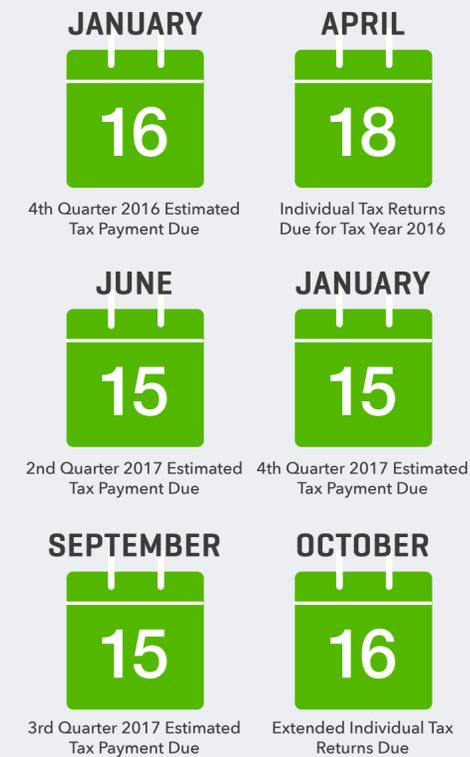 JANUARY
16
4th Quarter 2016 Estimated
Tax Payment Due
APRIL
18
Individual Tax Returns
Due for Tax Year 2016
JUNE
15
2nd Quarter 2017 Estimated
Tax Payment Due
JANUARY
15
4th Quarter 2017 Estimated
Tax Payment Due
SEPTEMBER
15
3rd Quarter 2017 Estimated
Tax Payment Due
OCTOBER
16
Extended Individual Tax
Returns Due